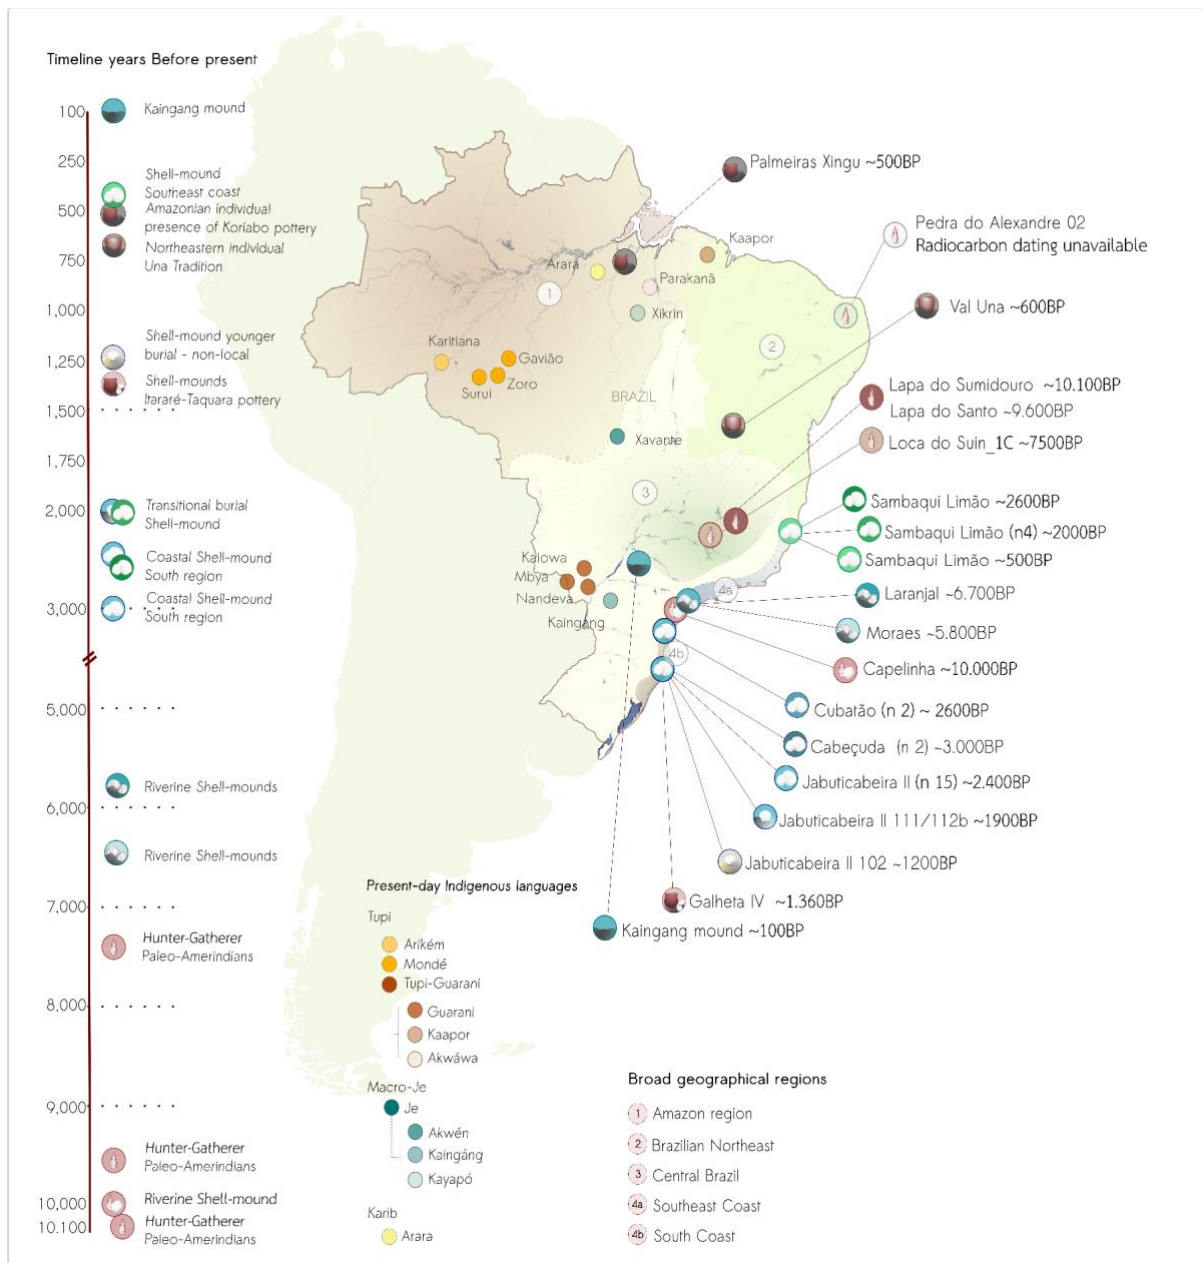 Timeline years Before present
100
Kaingang mound
250
Shell-mound
Southeast coast
500
Amazonian individual
presence of Koriabo pottery
Northeastern individual
Una Tradition
750
1,000
Shell-mound younger
burial - non-local
1,250
Shell-mounds
Itararé-Taquara pottery
1,500
1,750
2,000
Transitional burial
Shell-mound
Coastal Shell-mound
South region
Coastal Shell-mound
South region
3,000
5,000
Riverine Shell-mounds
6,000
Riverine Shell-mounds
7,000
Hunter-Gatherer
Paleo-Amerindians
8,000
9,000
Hunter-Gatherer
Paleo-Amerindians
10,000
Riverine Shell-mound
10.100
Hunter-Gatherer
Paleo-Amerindians
Palmeiras Xingu ~500BP
Pedra do Alexandre 02
Radiocarbon dating unavailable
Val Una ~600BP
Lapa do Sumidouro ~10.100BP
Lapa do Santo ~9.600BP
Loca do Suin_1C ~7500BP
Sambaqui Limão ~2600BP
Sambaqui Limão (n4) ~2000BP
Sambaqui Limão ~500BP
Laranjal ~6.700BP
Moraes ~5.800BP
Capelinha ~10.000BP
Cubatão (n 2) ~ 2600BP
Cabeçuda (n 2) ~3.000BP
Jabuticabeira II (n 15) ~2.400BP
Jabuticabeira II 111/112b ~1900BP
Jabuticabeira II 102 ~1200BP
Galheta IV ~1.360BP
Kaingang mound ~100BP
Kaapor
Arara
Parakanã
1
Xikrin
2
Karitiana
Gavião
Zoro
Surui
BRAZIL
Xavante
3
Kaiowa
Mbya
Nandeva
Kaingang
4a
4b
Present-day Indigenous languages
Tupi
Arikém
Mondé
Tupi-Guarani
Guarani
Kaapor
Akwáwa
Macro-Je
Je
Akwén
Kaingáng
Kayapó
Karib
Arara
Broad geographical regions
1 Amazon region
2 Brazilian Northeast
3 Central Brazil
4a Southeast Coast
4b South Coast